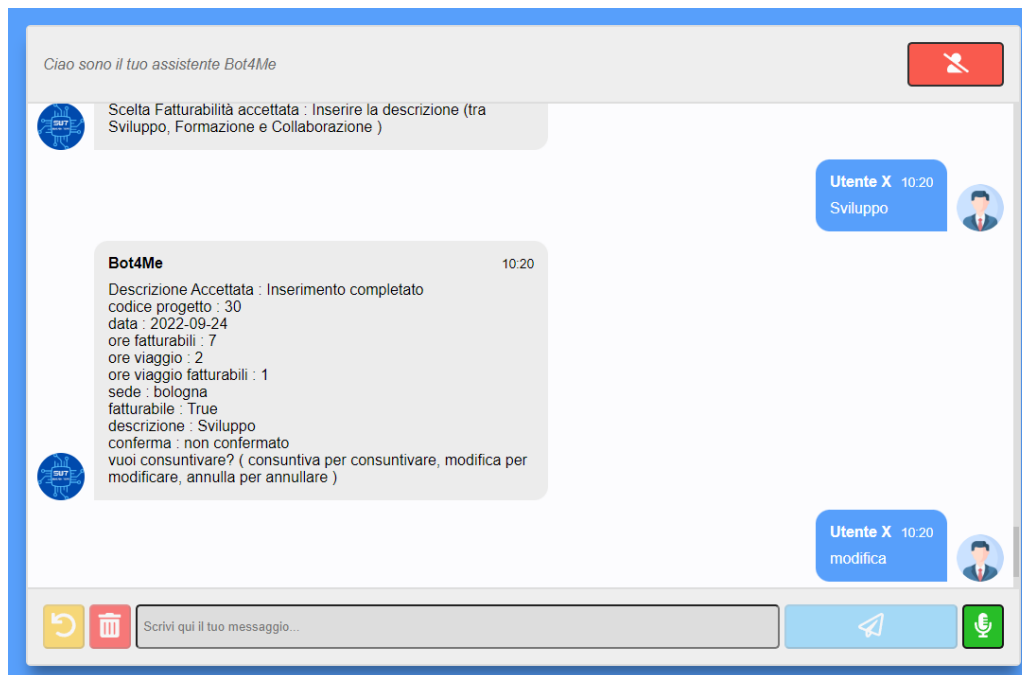 Ciao sono il tuo assistente Bot4Me
Scelta Fatturabilità accettata : Inserire la descrizione (tra
Sviluppo, Formazione e Collaborazione )
SU7
Utente X 10:20
Sviluppo
Bot4Me 10:20
Descrizione Accettata : Inserimento completato
codice progetto : 30
data : 2022-09-24
ore fatturabili : 7
ore viaggio : 2
ore viaggio fatturabili : 1
sede : bologna
fatturabile : True
descrizione : Sviluppo
conferma : non confermato
vuoi consuntivare? ( consuntiva per consuntivare, modifica per
modificare, annulla per annullare )
SU7
Utente X 10:20
modifica
Scrivi qui il tuo messaggio...